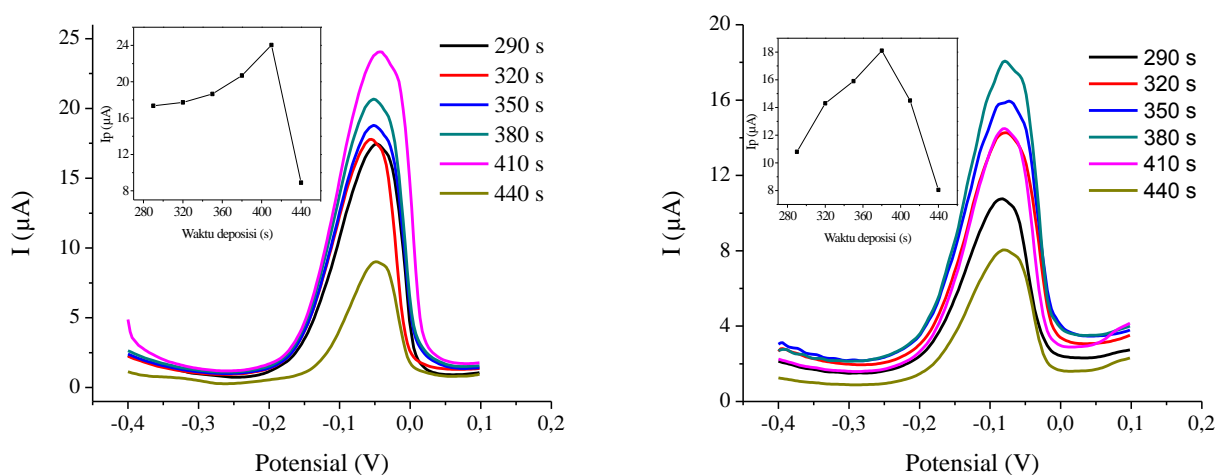 I (µA)
25
20
15
10
5
0
-0,4 -0,3 -0,2 -0,1 0,0 0,1 0,2
Potensial (V)
Ip (µA)
28
24
20
16
12
8
280 320 360 400 440
Waktu deposisi (s)
290 s
320 s
350 s
380 s
410 s
440 s
I (µA)
20
16
12
8
4
0
-0,4 -0,3 -0,2 -0,1 0,0 0,1 0,2
Potensial (V)
Ip (µA)
18
16
14
12
10
8
280 320 360 400 440
Waktu deposisi (s)
290 s
320 s
350 s
380 s
410 s
440 s